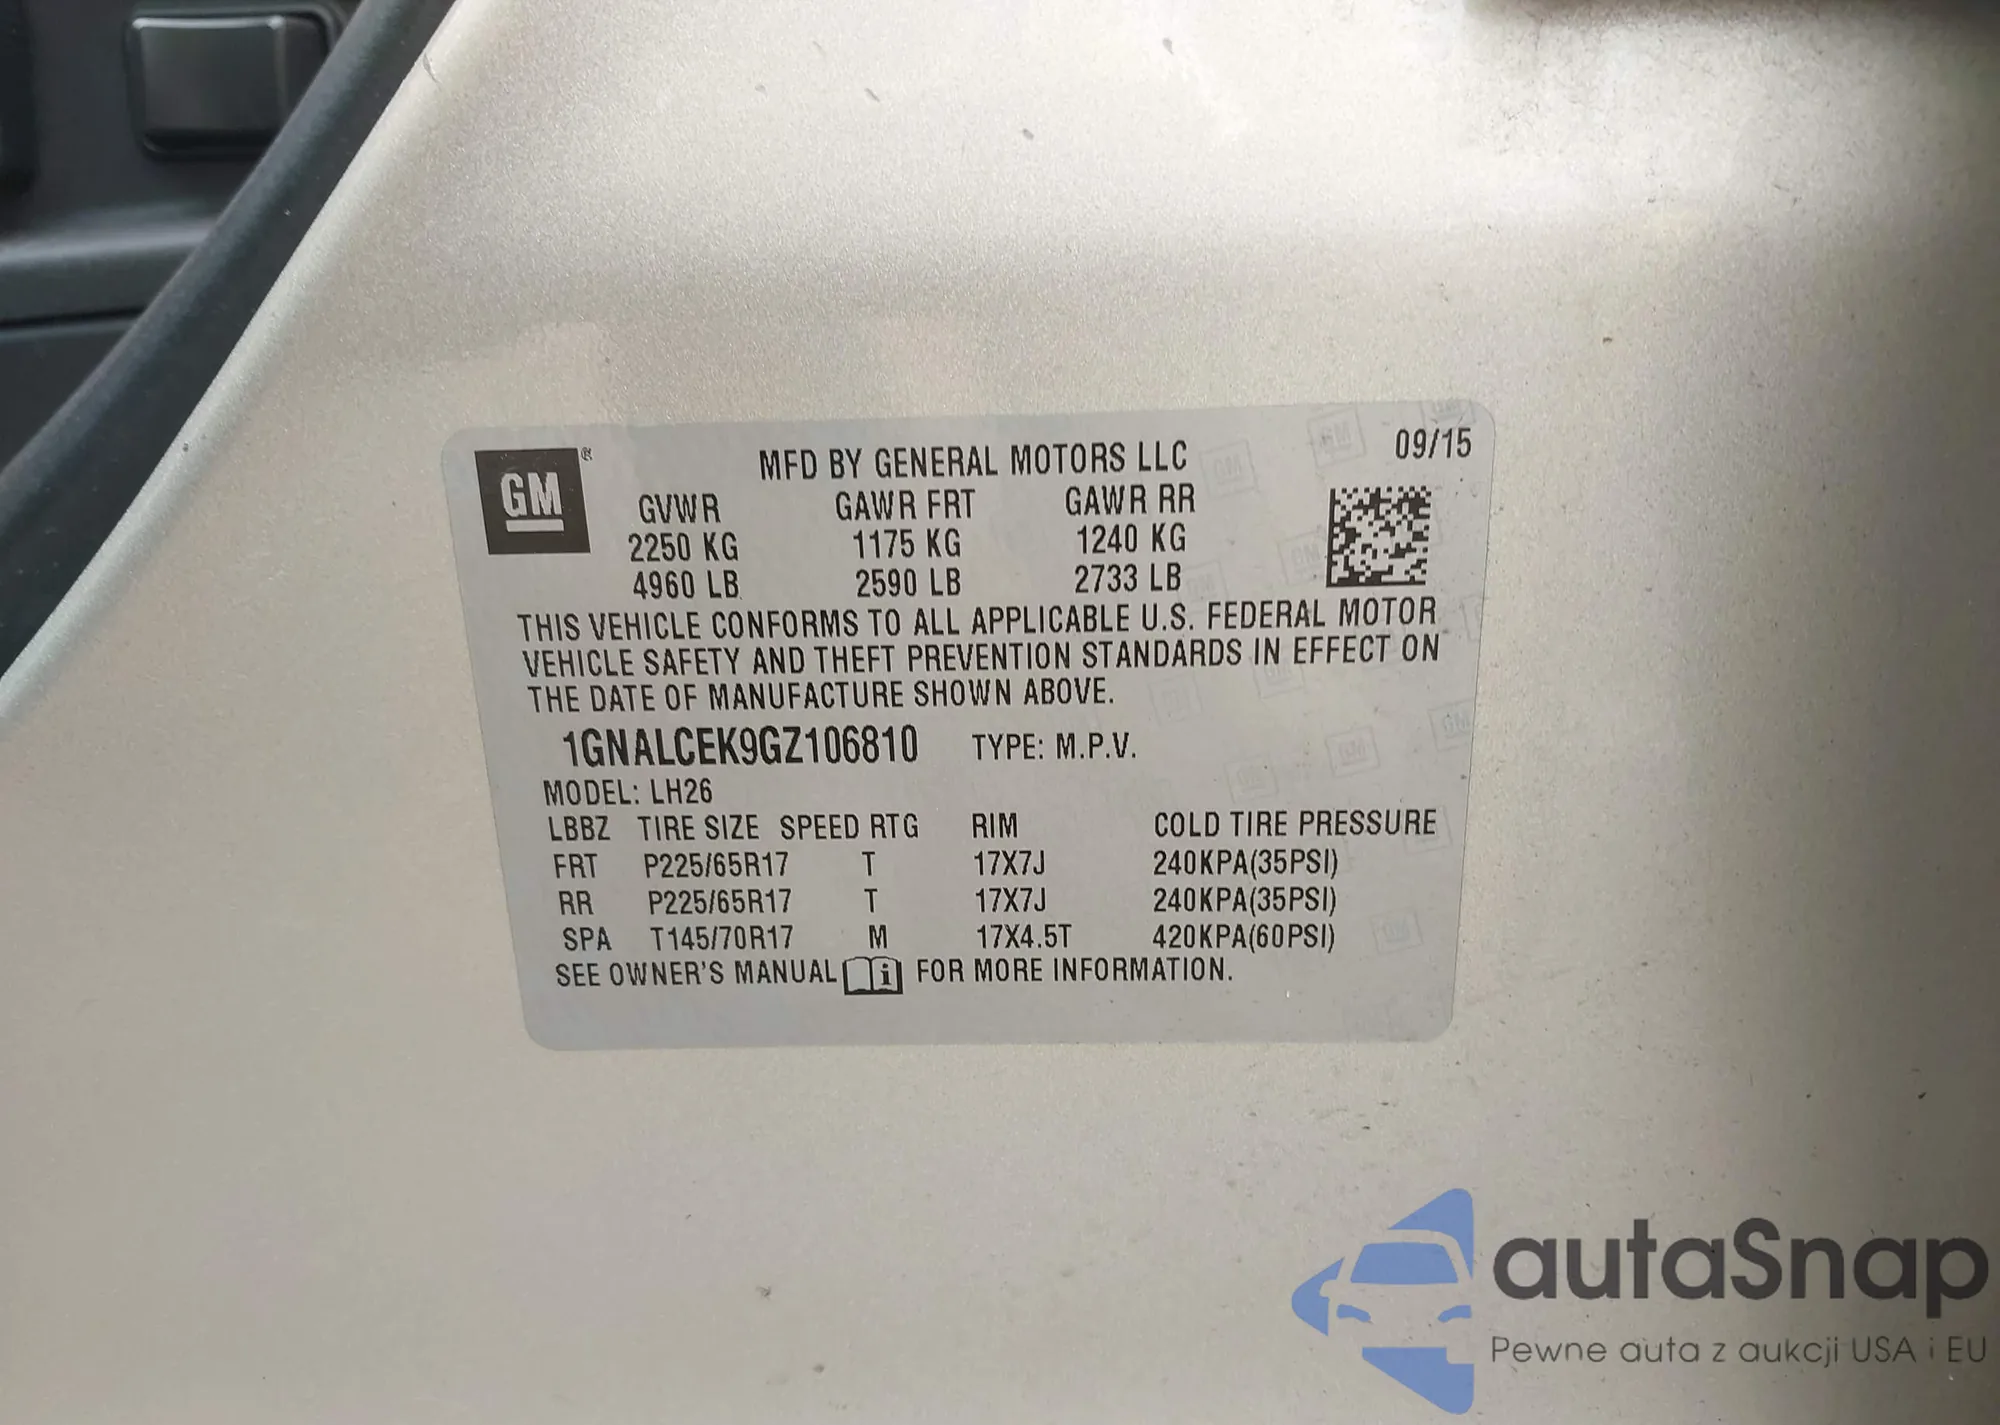 GM®
MFD BY GENERAL MOTORS LLC 09/15
GVWR GAWR FRT GAWR RR
2250 KG 1175 KG 1240 KG
4960 LB 2590 LB 2733 LB
THIS VEHICLE CONFORMS TO ALL APPLICABLE U.S. FEDERAL MOTOR
VEHICLE SAFETY AND THEFT PREVENTION STANDARDS IN EFFECT ON
THE DATE OF MANUFACTURE SHOWN ABOVE.
1GNALCEK9GZ106810 TYPE: M.P.V.
MODEL: LH26
LBBZ TIRE SIZE SPEED RTG RIM COLD TIRE PRESSURE
FRT P225/65R17 T 17X7J 240KPA(35PSI)
RR P225/65R17 T 17X7J 240KPA(35PSI)
SPA T145/70R17 M 17X4.5T 420KPA(60PSI)
SEE OWNER'S MANUAL i FOR MORE INFORMATION.
autaSnap
Pewne auta z aukcji USA i EU